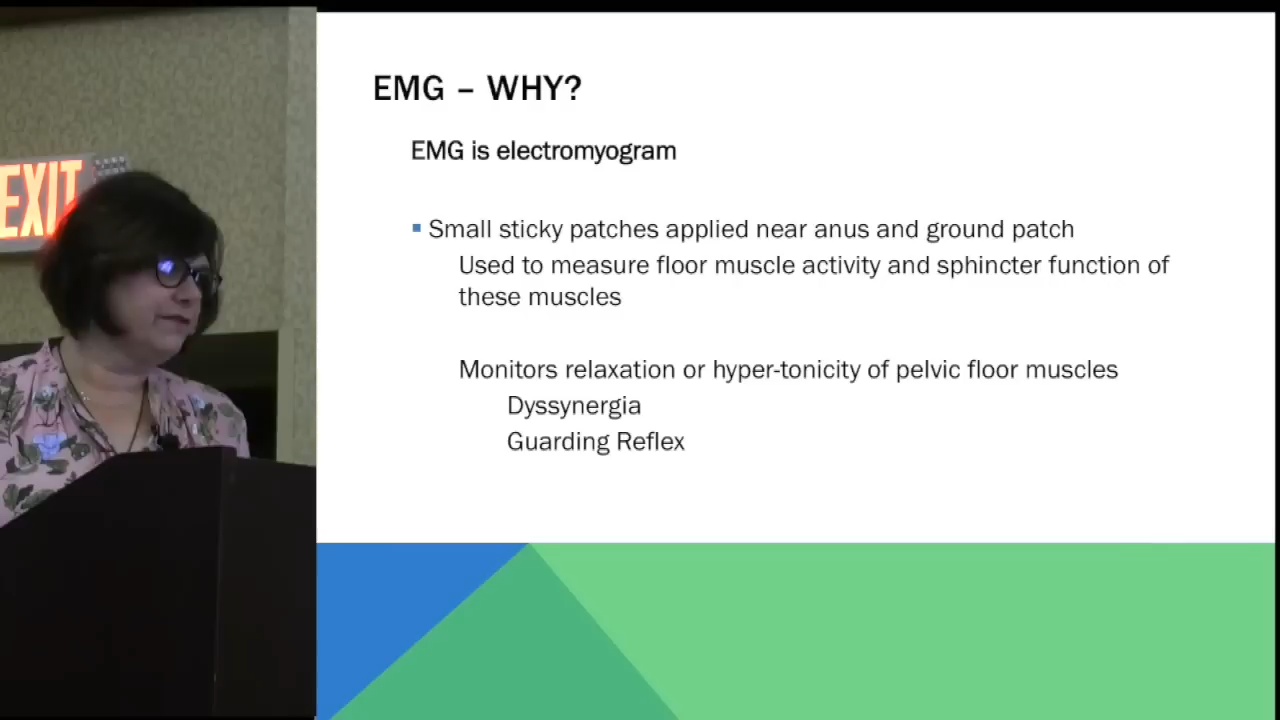 EXIT
EMG – WHY?
EMG is electromyogram
Small sticky patches applied near anus and ground patch
Used to measure floor muscle activity and sphincter function of
these muscles
Monitors relaxation or hyper-tonicity of pelvic floor muscles
Dyssynergia
Guarding Reflex